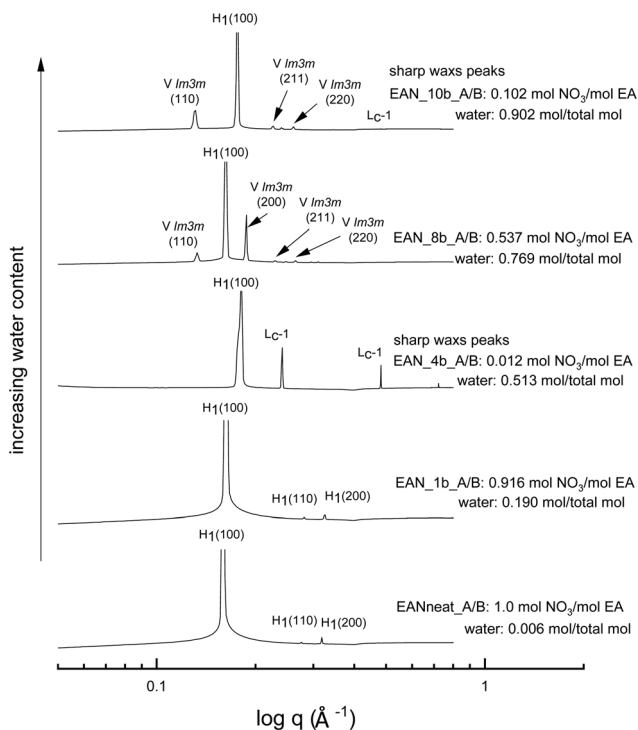 H1(100)
V Im3m
(110)
V Im3m
(211)
V Im3m
(220)
Lc-1
sharp waxs peaks
EAN_10b_A/B: 0.102 mol NO3/mol EA
water: 0.902 mol/total mol
H1(100)
V Im3m
(110)
V Im3m
(200)
V Im3m
(211)
V Im3m
(220)
EAN_8b_A/B: 0.537 mol NO3/mol EA
water: 0.769 mol/total mol
H1(100)
Lc-1
Lc-1
sharp waxs peaks
EAN_4b_A/B: 0.012 mol NO3/mol EA
water: 0.513 mol/total mol
H1(100)
H1(110)
H1(200)
EAN_1b_A/B: 0.916 mol NO3/mol EA
water: 0.190 mol/total mol
H1(100)
H1(110)
H1(200)
EANneat_A/B: 1.0 mol NO3/mol EA
water: 0.006 mol/total mol
increasing water content
0.1
1
log q (Å -1)